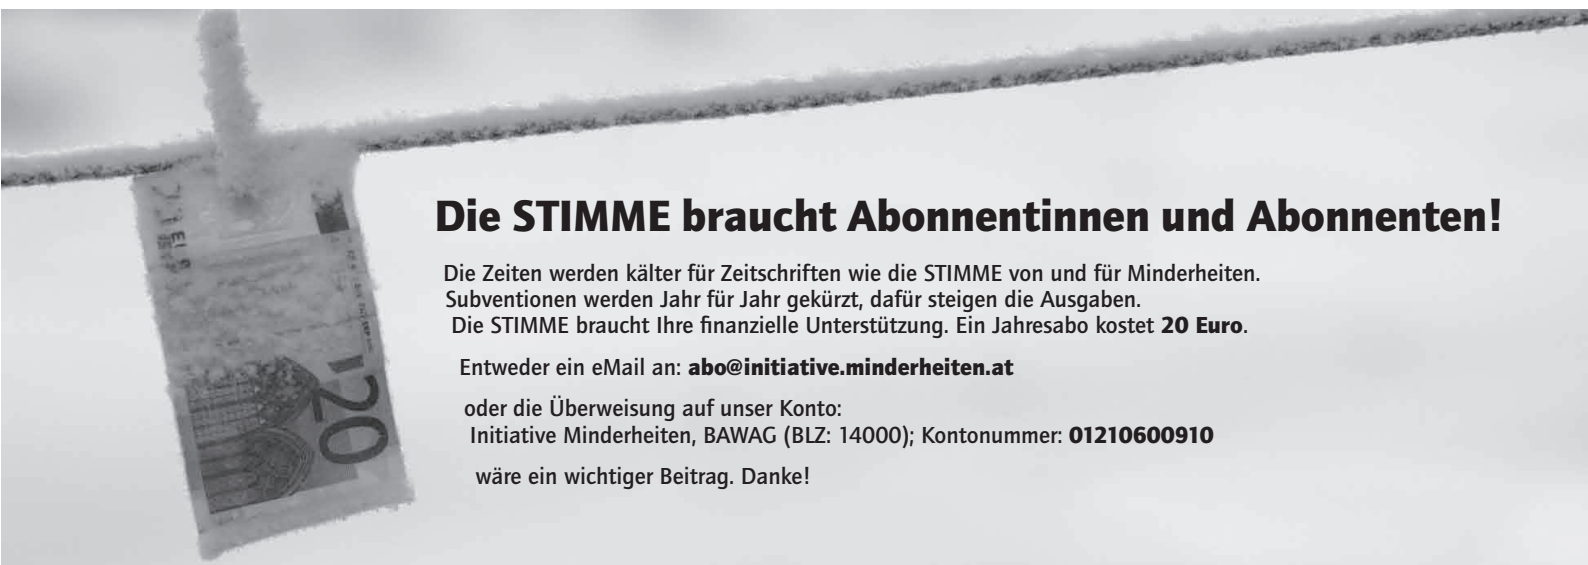 Die STIMME braucht Abonnentinnen und Abonnenten!
Die Zeiten werden kälter für Zeitschriften wie die STIMME von und für Minderheiten.
Subventionen werden Jahr für Jahr gekürzt, dafür steigen die Ausgaben.
Die STIMME braucht Ihre finanzielle Unterstützung. Ein Jahresabo kostet 20 Euro.
Entweder ein eMail an: abo@initiative.minderheiten.at
oder die Überweisung auf unser Konto:
Initiative Minderheiten, BAWAG (BLZ: 14000); Kontonummer: 01210600910
wäre ein wichtiger Beitrag. Danke!
20